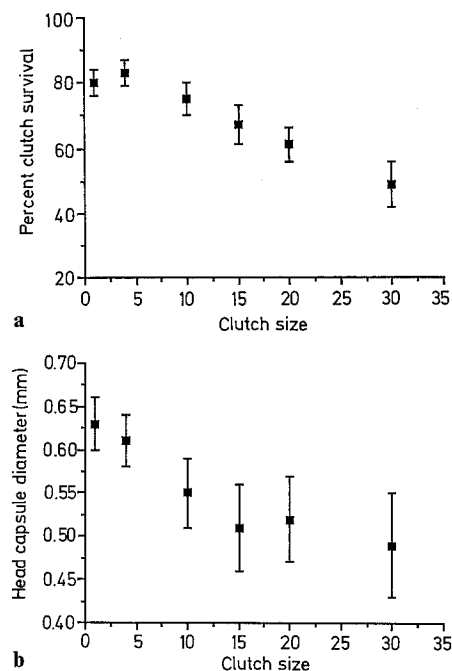 Percent clutch survival
100
80
60
40
20
0 5 10 15 20 25 30 35
a
Clutch size
Head capsule diameter (mm)
0.70
0.65
0.60
0.55
0.50
0.45
0.40
0 5 10 15 20 25 30 35
b
Clutch size